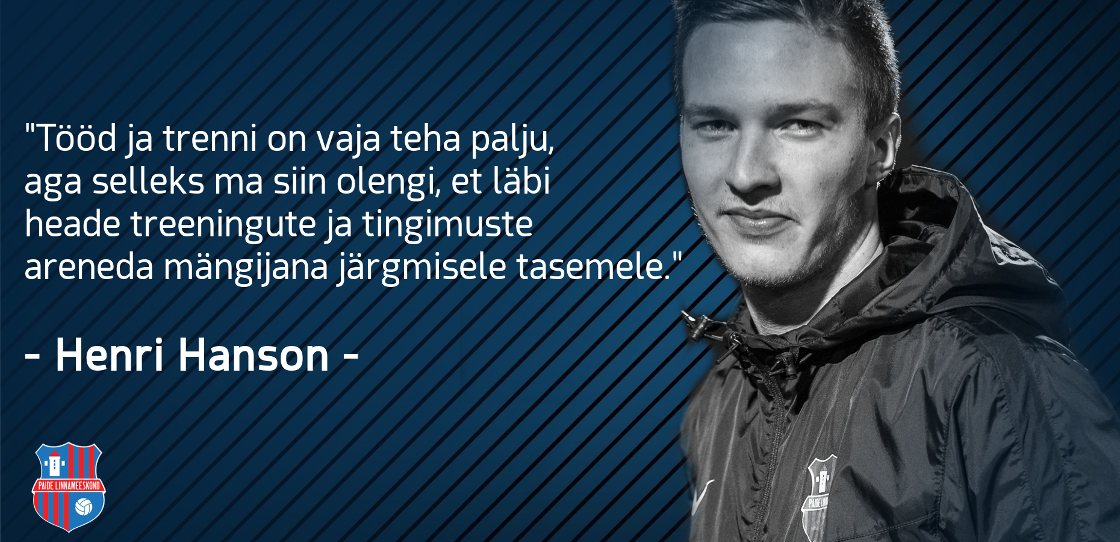 "Tööd ja trenni on vaja teha palju,
aga selleks ma siin olengi, et läbi
heade treeningute ja tingimuste
areneda mängijana järgmisele tasemele."
- Henri Hanson -
PAIDE LINNAMEESKOND
PAIDE